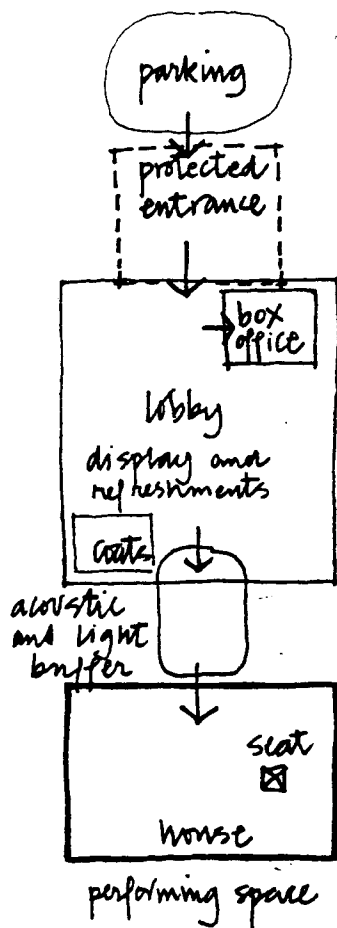 parking
protected
entrance
box
office
lobby
display and
refreshments
coats
acoustic
and light
buffer
seat
house
performing space